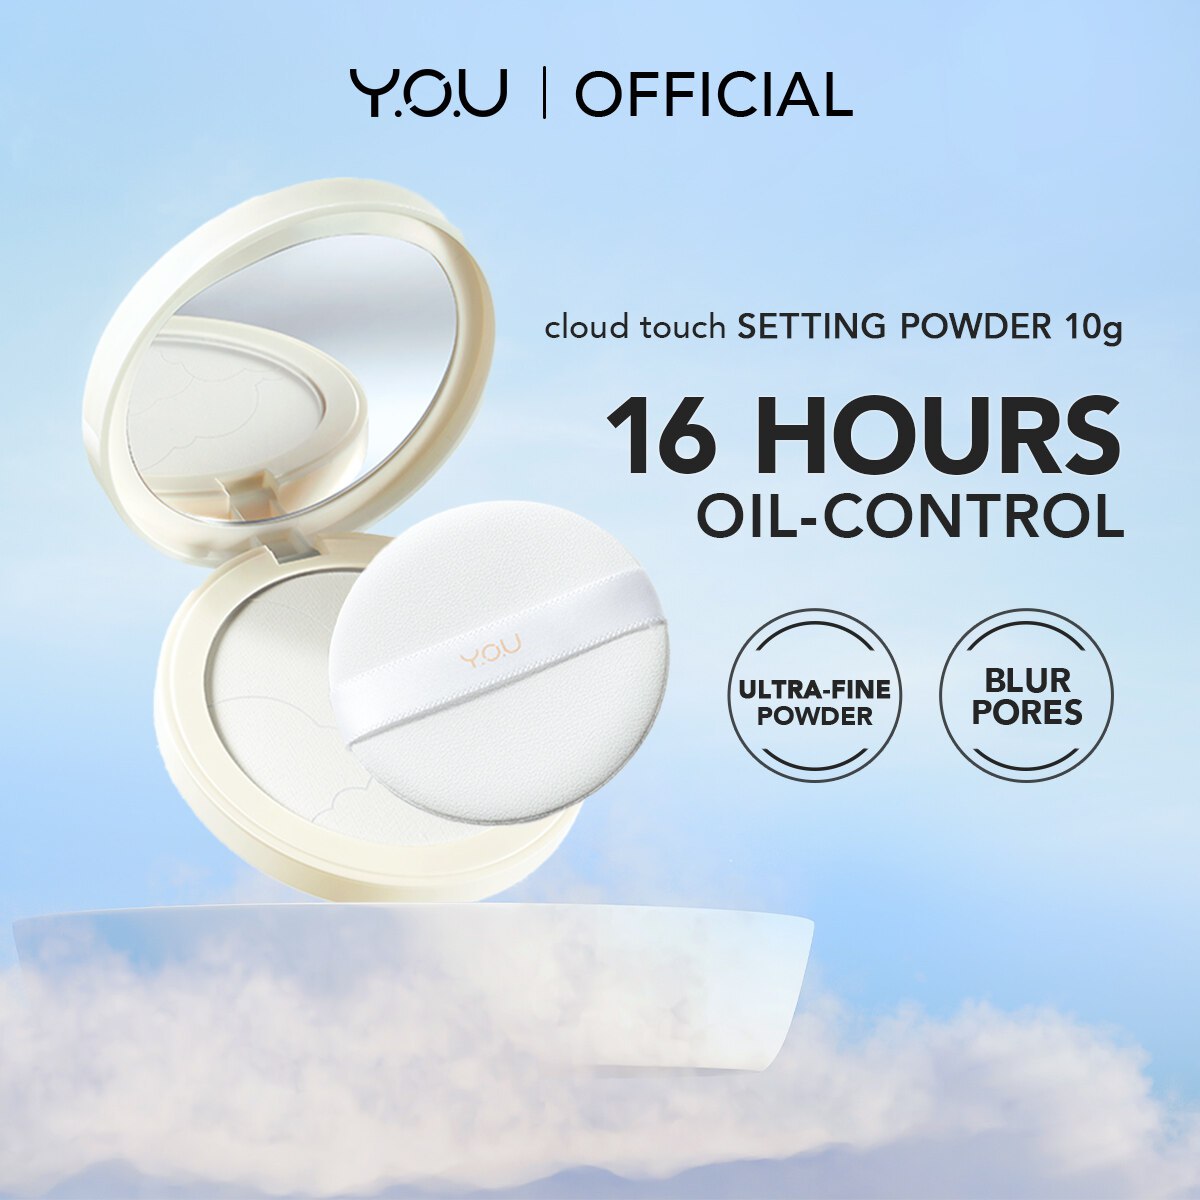 Y.O.U | OFFICIAL
cloud touch SETTING POWDER 10g
16 HOURS
OIL-CONTROL
ULTRA-FINE
POWDER
BLUR
PORES
Y.O.U